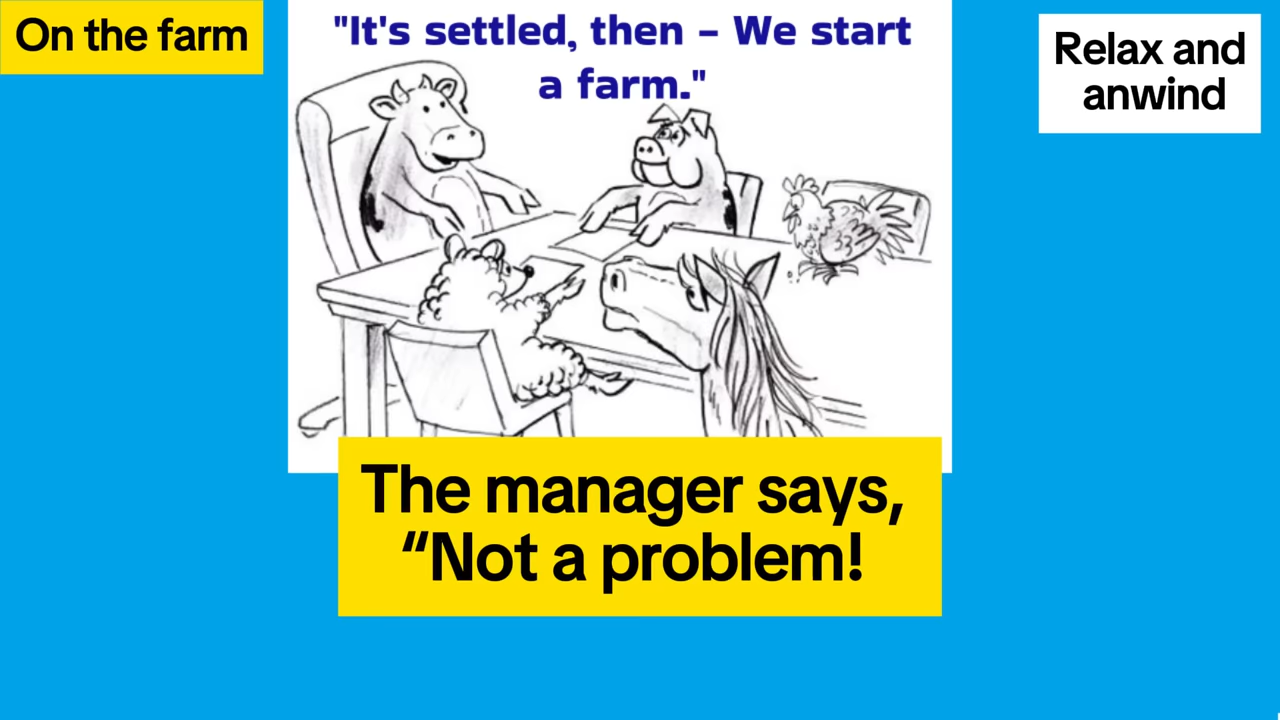 On the farm
"It's settled, then – We start
a farm."
Relax and
anwind
The manager says,
“Not a problem!